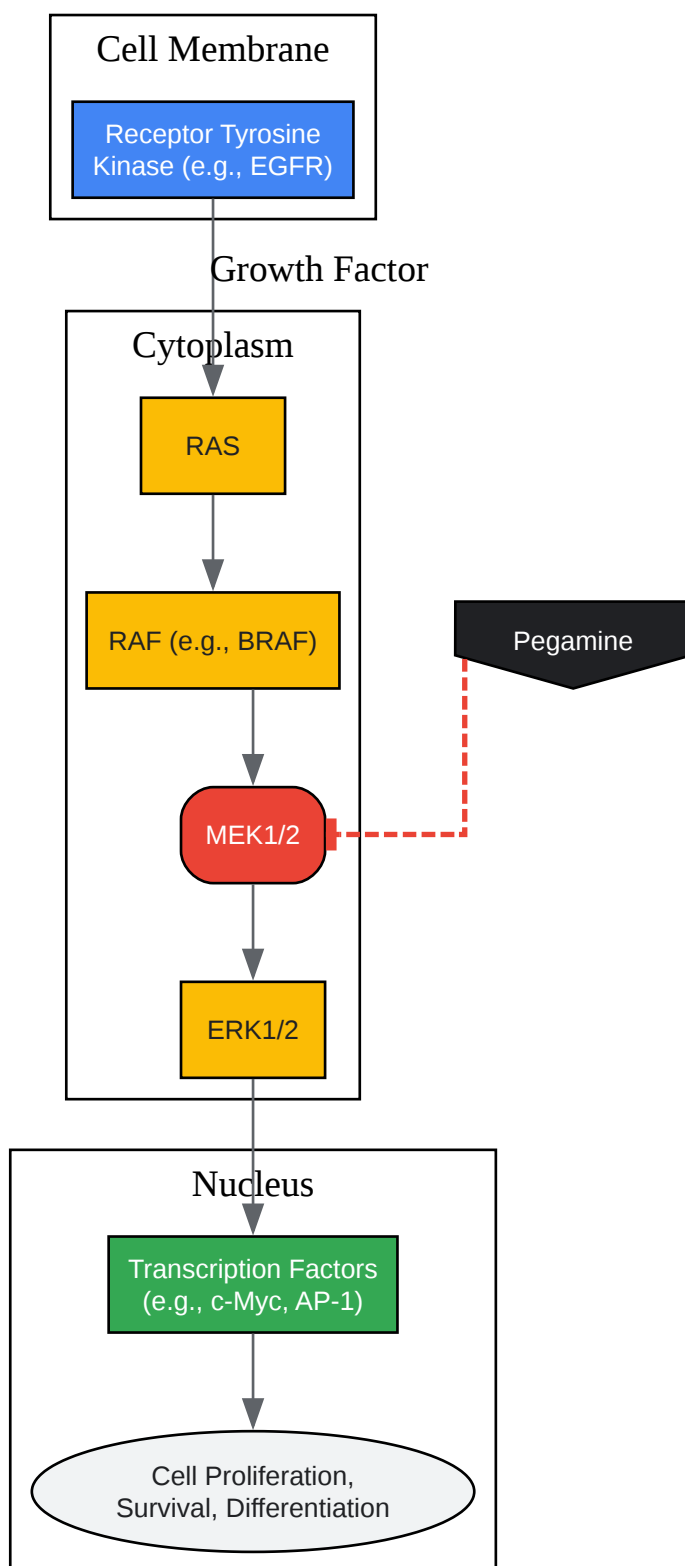 Cell Membrane
Receptor Tyrosine
Kinase (e.g., EGFR)
Growth Factor
Cytoplasm
RAS
RAF (e.g., BRAF)
Pegamine
MEK1/2
ERK1/2
Nucleus
Transcription Factors
(e.g., c-Myc, AP-1)
Cell Proliferation,
Survival, Differentiation